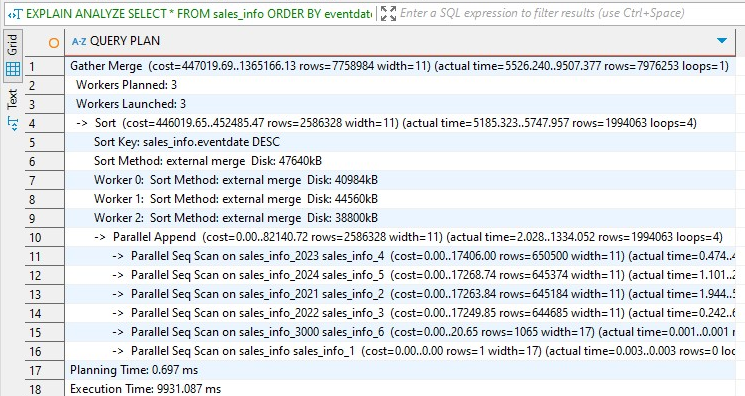 EXPLAIN ANALYZE SELECT * FROM sales_info ORDER BY eventdat Enter a SQL expression to filter results (use Ctrl+Space)
Grid
Text
A-Z QUERY PLAN
1 Gather Merge (cost=447019.69..1365166.13 rows=7758984 width=11) (actual time=5526.240..9507.377 rows=7976253 loops=1)
2 Workers Planned: 3
3 Workers Launched: 3
4 -> Sort (cost=446019.65..452485.47 rows=2586328 width=11) (actual time=5185.323..5747.957 rows=1994063 loops=4)
5 Sort Key: sales_info.eventdate DESC
6 Sort Method: external merge Disk: 47640kB
7 Worker 0: Sort Method: external merge Disk: 40984kB
8 Worker 1: Sort Method: external merge Disk: 44560kB
9 Worker 2: Sort Method: external merge Disk: 38800kB
10 -> Parallel Append (cost=0.00..82140.72 rows=2586328 width=11) (actual time=2.028..1334.052 rows=1994063 loops=4)
11 -> Parallel Seq Scan on sales_info_2023 sales_info_4 (cost=0.00..17406.00 rows=650500 width=11) (actual time=0.474..
12 -> Parallel Seq Scan on sales_info_2024 sales_info_5 (cost=0.00..17268.74 rows=645374 width=11) (actual time=1.101..
13 -> Parallel Seq Scan on sales_info_2021 sales_info_2 (cost=0.00..17263.84 rows=645184 width=11) (actual time=1.944..
14 -> Parallel Seq Scan on sales_info_2022 sales_info_3 (cost=0.00..17249.85 rows=644685 width=11) (actual time=0.242..
15 -> Parallel Seq Scan on sales_info_3000 sales_info_6 (cost=0.00..20.65 rows=1065 width=17) (actual time=0.001..0.001
16 -> Parallel Seq Scan on sales_info sales_info_1 (cost=0.00..0.00 rows=1 width=17) (actual time=0.003..0.003 rows=0
17 Planning Time: 0.697 ms
18 Execution Time: 9931.087 ms